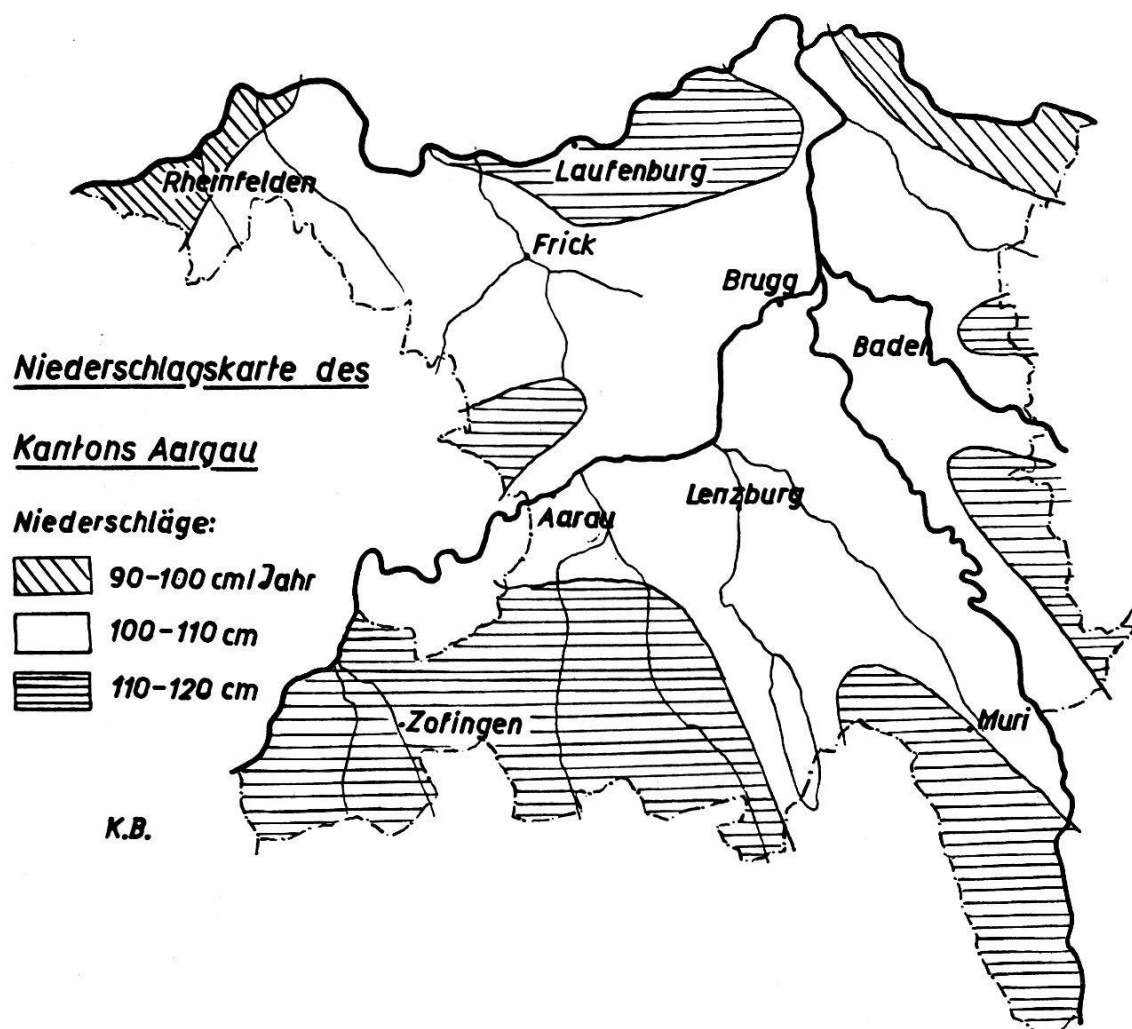 Laufenburg
Rheinfelden
Frick
Brugg
Baden
Niederschlagskarte des
Kantons Aargau
Lenzburg
Aarau
Niederschläge:
90-100 cm/Jahr
100-110 cm
110-120 cm
Zofingen
Muri
K.B.